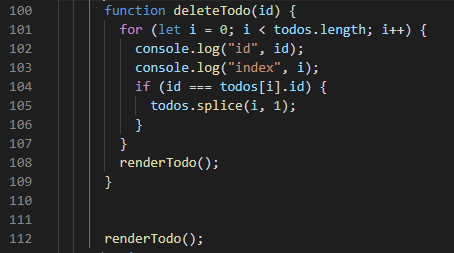 100 function deleteTodo(id) {
101 for (let i = 0; i < todos.length; i++) {
102 console.log("id", id);
103 console.log("index", i);
104 if (id === todos[i].id) {
105 todos.splice(i, 1);
106 }
107 }
108 renderTodo();
109 }
110
111
112 renderTodo();